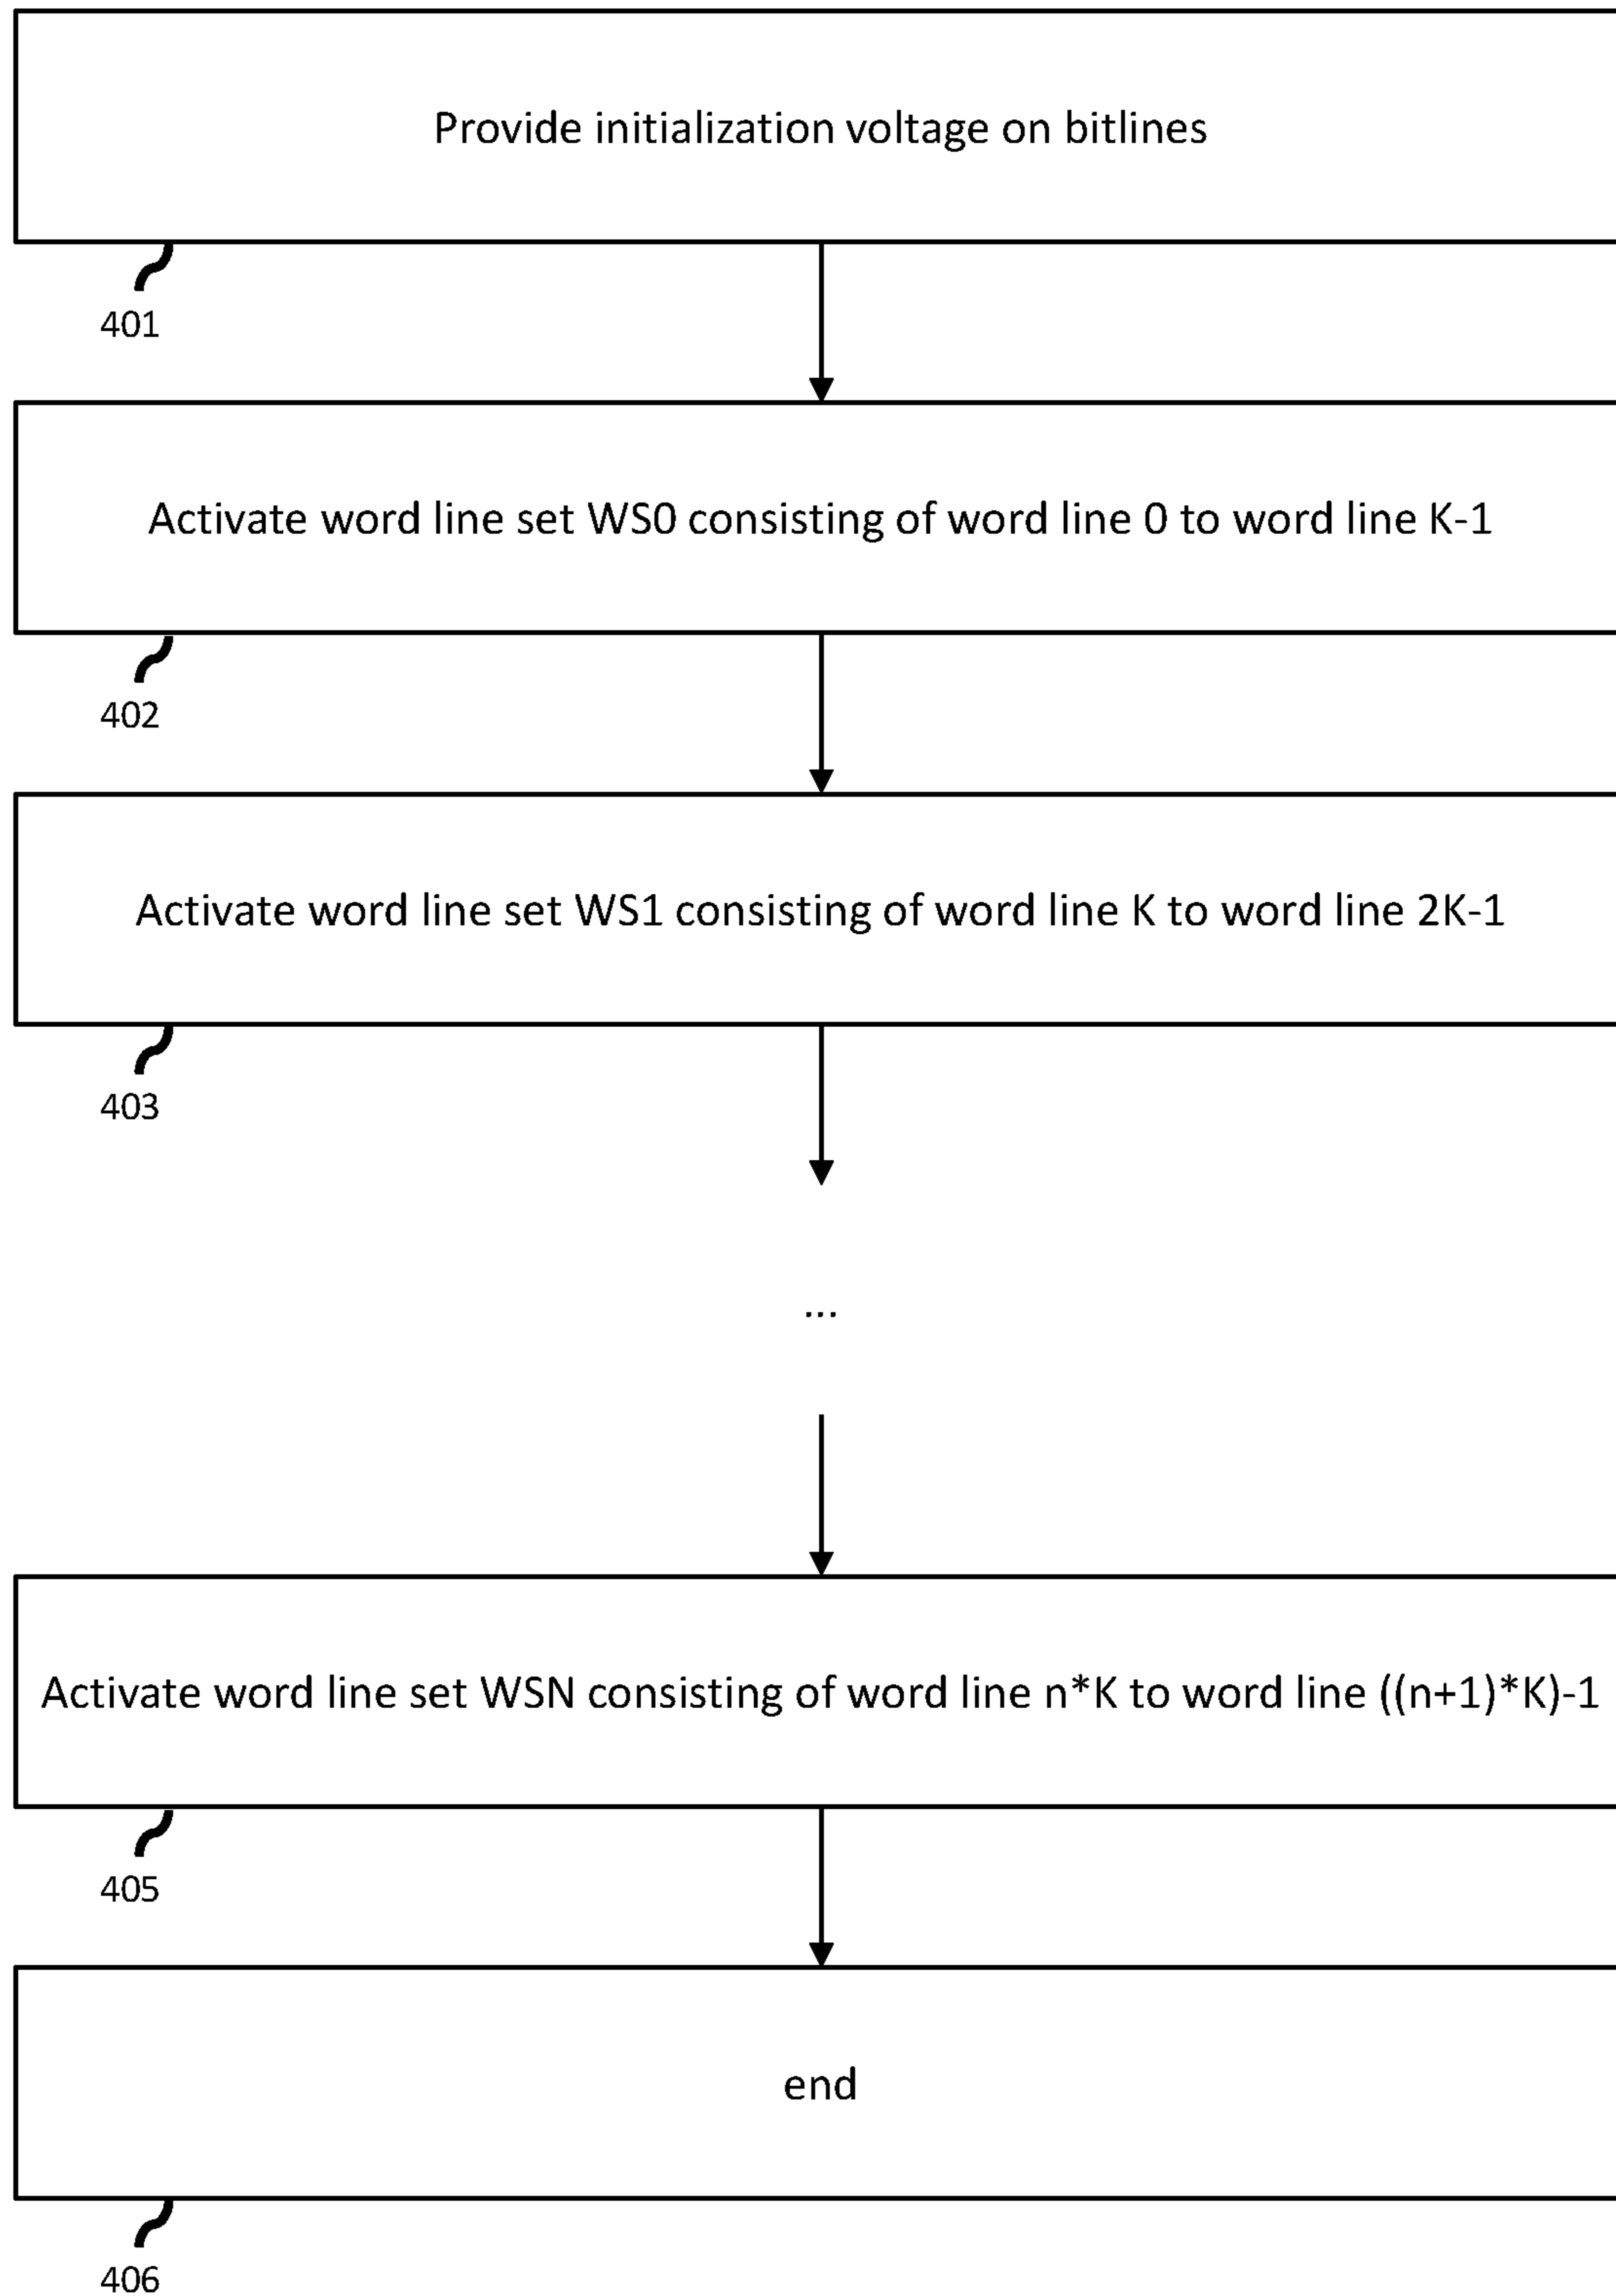 Provide initialization voltage on bitlines
401
Activate word line set WS0 consisting of word line 0 to word line K-1
402
Activate word line set WS1 consisting of word line K to word line 2K-1
403
...
Activate word line set WSN consisting of word line n*K to word line ((n+1)*K)-1
405
end
406